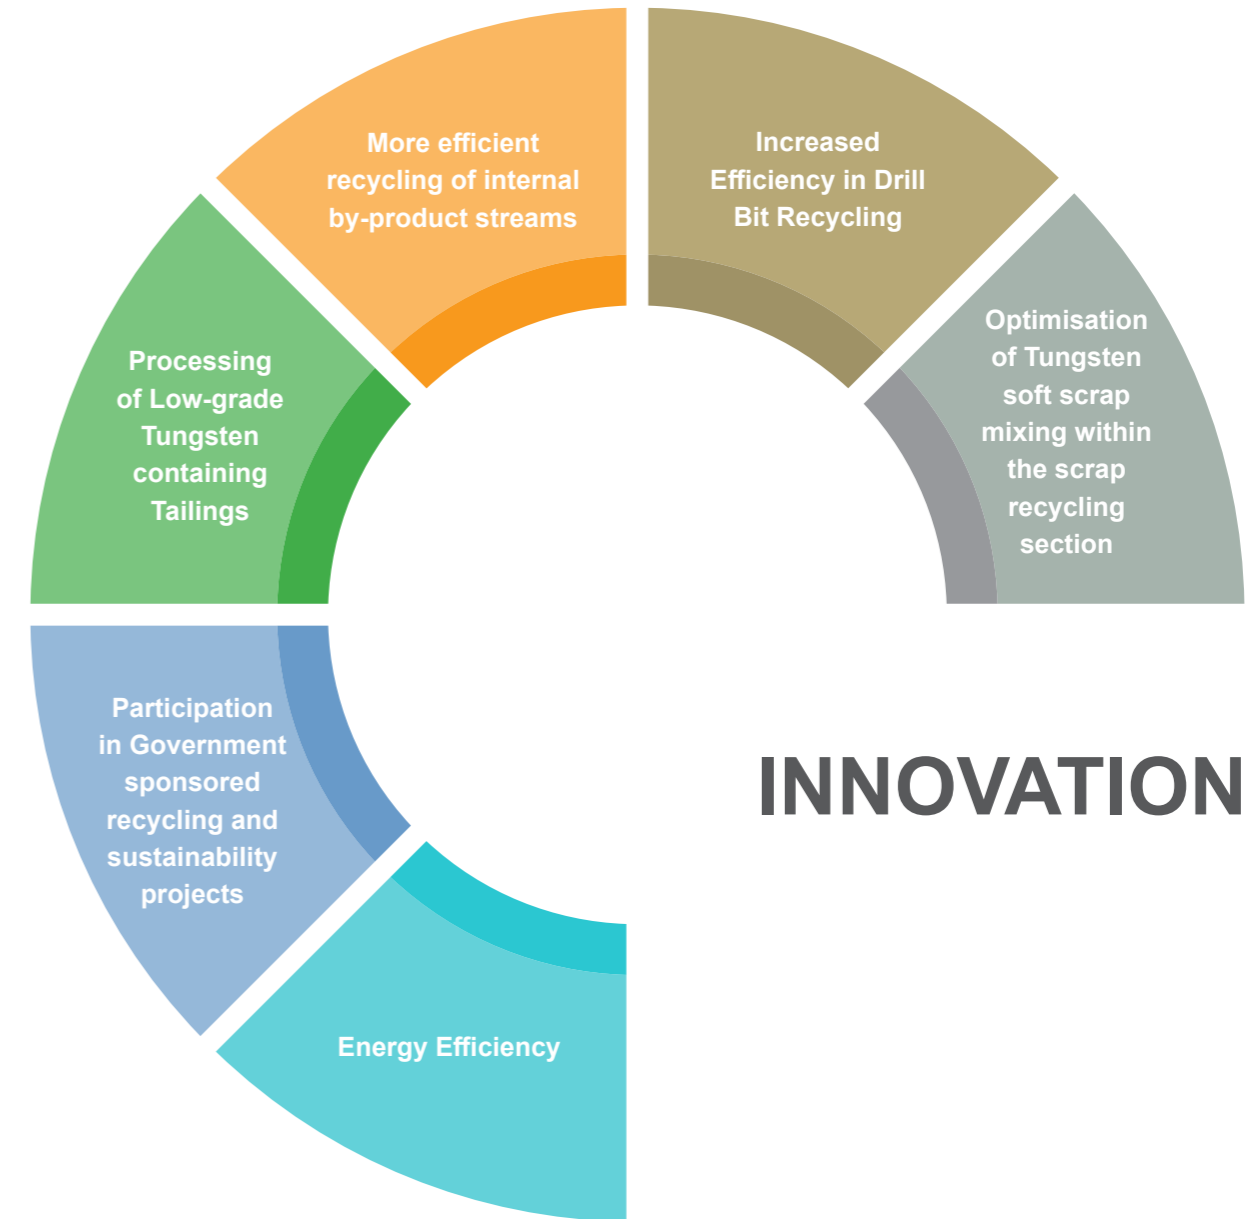 More efficient
recycling of internal
by-product streams
Increased
Efficiency in Drill
Bit Recycling
Optimisation
of Tungsten
soft scrap
mixing within
the scrap
recycling
section
Processing
of Low-grade
Tungsten
containing
Tailings
Participation
in Government
sponsored
recycling and
sustainability
projects
INNOVATION
Energy Efficiency